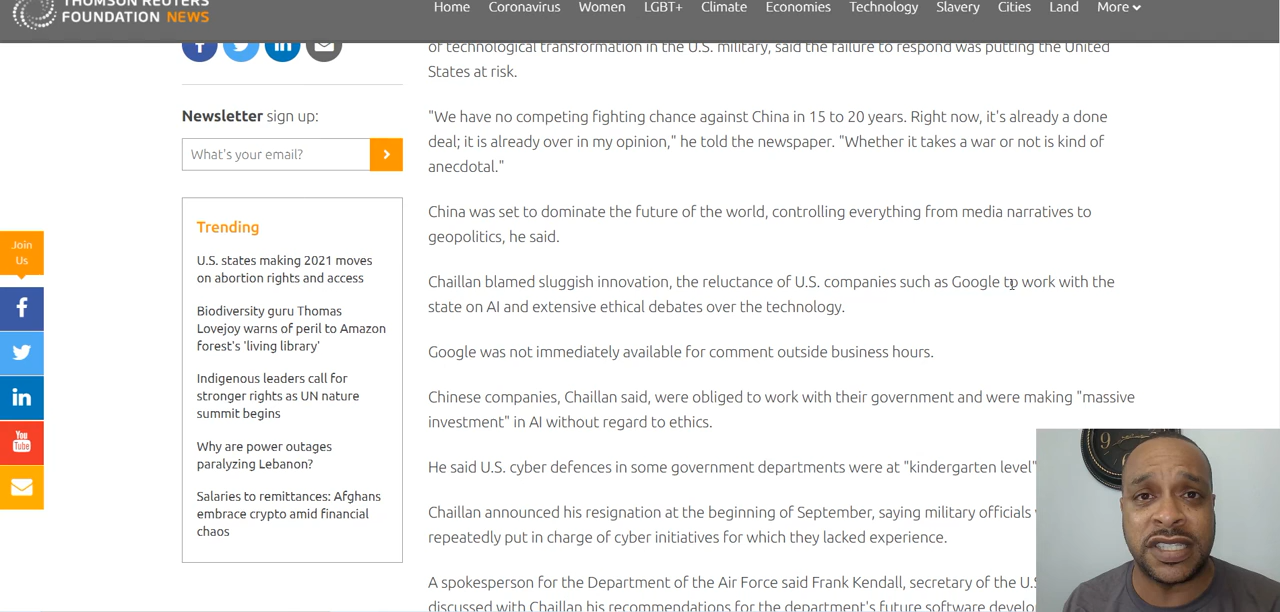 THOMSON REUTERS
FOUNDATION NEWS
Home Coronavirus Women LGBT+ Climate Economies Technology Slavery Cities Land More
Join
Us
Newsletter sign up:
What's your email?
Trending
U.S. states making 2021 moves
on abortion rights and access
Biodiversity guru Thomas
Lovejoy warns of peril to Amazon
forest's 'living library'
Indigenous leaders call for
stronger rights as UN nature
summit begins
Why are power outages
paralyzing Lebanon?
Salaries to remittances: Afghans
embrace crypto amid financial
chaos
of technological transformation in the U.S. military, said the failure to respond was putting the United
States at risk.
"We have no competing fighting chance against China in 15 to 20 years. Right now, it's already a done
deal; it is already over in my opinion," he told the newspaper. "Whether it takes a war or not is kind of
anecdotal."
China was set to dominate the future of the world, controlling everything from media narratives to
geopolitics, he said.
Chaillan blamed sluggish innovation, the reluctance of U.S. companies such as Google to work with the
state on AI and extensive ethical debates over the technology.
Google was not immediately available for comment outside business hours.
Chinese companies, Chaillan said, were obliged to work with their government and were making "massive
investment" in AI without regard to ethics.
He said U.S. cyber defences in some government departments were at "kindergarten level"
Chaillan announced his resignation at the beginning of September, saying military officials
repeatedly put in charge of cyber initiatives for which they lacked experience.
A spokesperson for the Department of the Air Force said Frank Kendall, secretary of the U.S.
discussed with Chaillan his recommendations for the department's future software